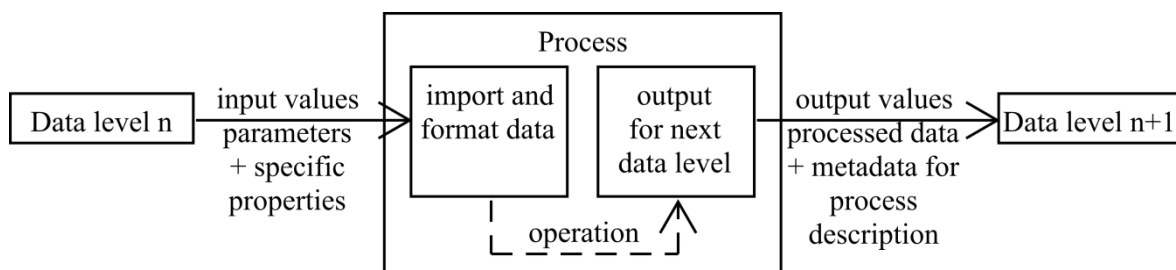 Process
Data level n
input values
parameters
+ specific
properties
import and
format data
operation
output
for next
data level
output values
processed data
+ metadata for
process
description
Data level n+1